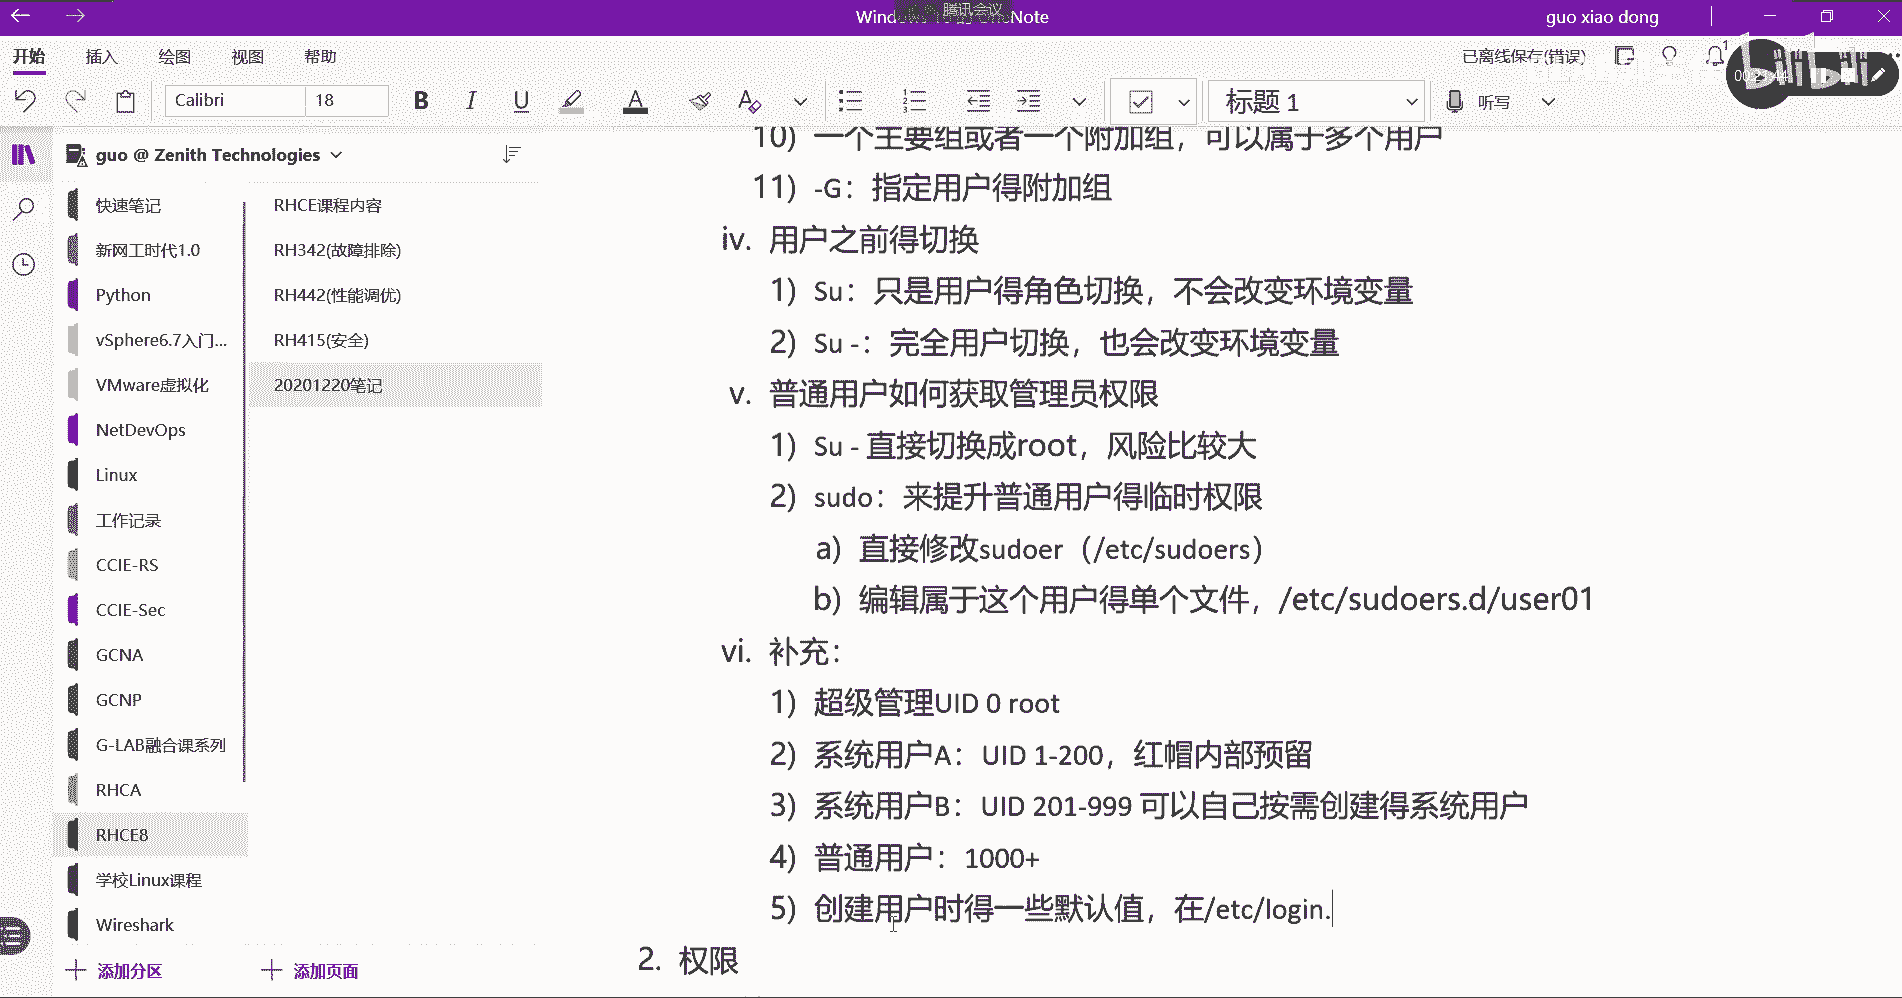 腾讯会议
guo xiao dong
开始 插入 绘图 视图 帮助
已离线保存(错误)
Calibri 18 标题 1 听写
guo @ Zenith Technologies
快速笔记
新网工时代1.0
Python
vSphere6.7入门...
VMware虚拟化
NetDevOps
Linux
工作记录
CCIE-RS
CCIE-Sec
GCNA
GCNP
G-LAB融合课系列
RHCA
RHCE8
学校Linux课程
Wireshark
添加分区
RHCE课程内容
RH342(故障排除)
RH442(性能调优)
RH415(安全)
20201220笔记
添加页面
10) 一个主要组或者一个附加组，可以属于多个用户
11) -G：指定用户得附加组
iv. 用户之前得切换
1) Su：只是用户得角色切换，不会改变环境变量
2) Su -：完全用户切换，也会改变环境变量
v. 普通用户如何获取管理员权限
1) Su - 直接切换成root，风险比较大
2) sudo：来提升普通用户得临时权限
a) 直接修改sudoer（/etc/sudoers）
b) 编辑属于这个用户得单个文件，/etc/sudoers.d/user01
vi. 补充：
1) 超级管理UID 0 root
2) 系统用户A：UID 1-200，红帽内部预留
3) 系统用户B：UID 201-999 可以自己按需创建得系统用户
4) 普通用户：1000+
5) 创建用户时得一些默认值，在/etc/login.
2. 权限